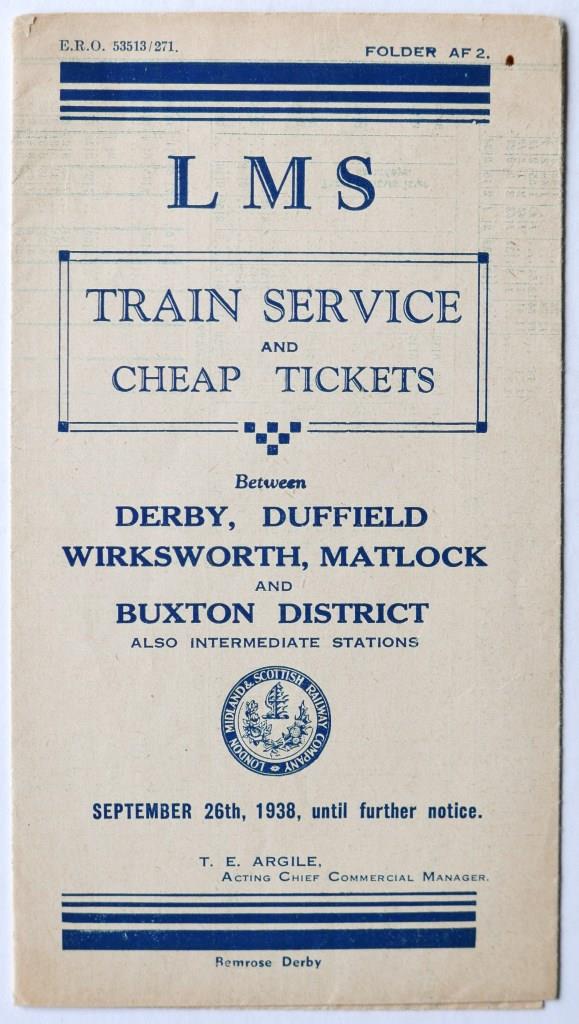 E.R.O. 53513/271.
FOLDER AF 2.
LMS
TRAIN SERVICE
AND
CHEAP TICKETS
Between
DERBY, DUFFIELD
WIRKSWORTH, MATLOCK
AND
BUXTON DISTRICT
ALSO INTERMEDIATE STATIONS
LONDON MIDLAND & SCOTTISH RAILWAY COMPANY
SEPTEMBER 26th, 1938, until further notice.
T. E. ARGILE,
ACTING CHIEF COMMERCIAL MANAGER.
Bemrose Derby